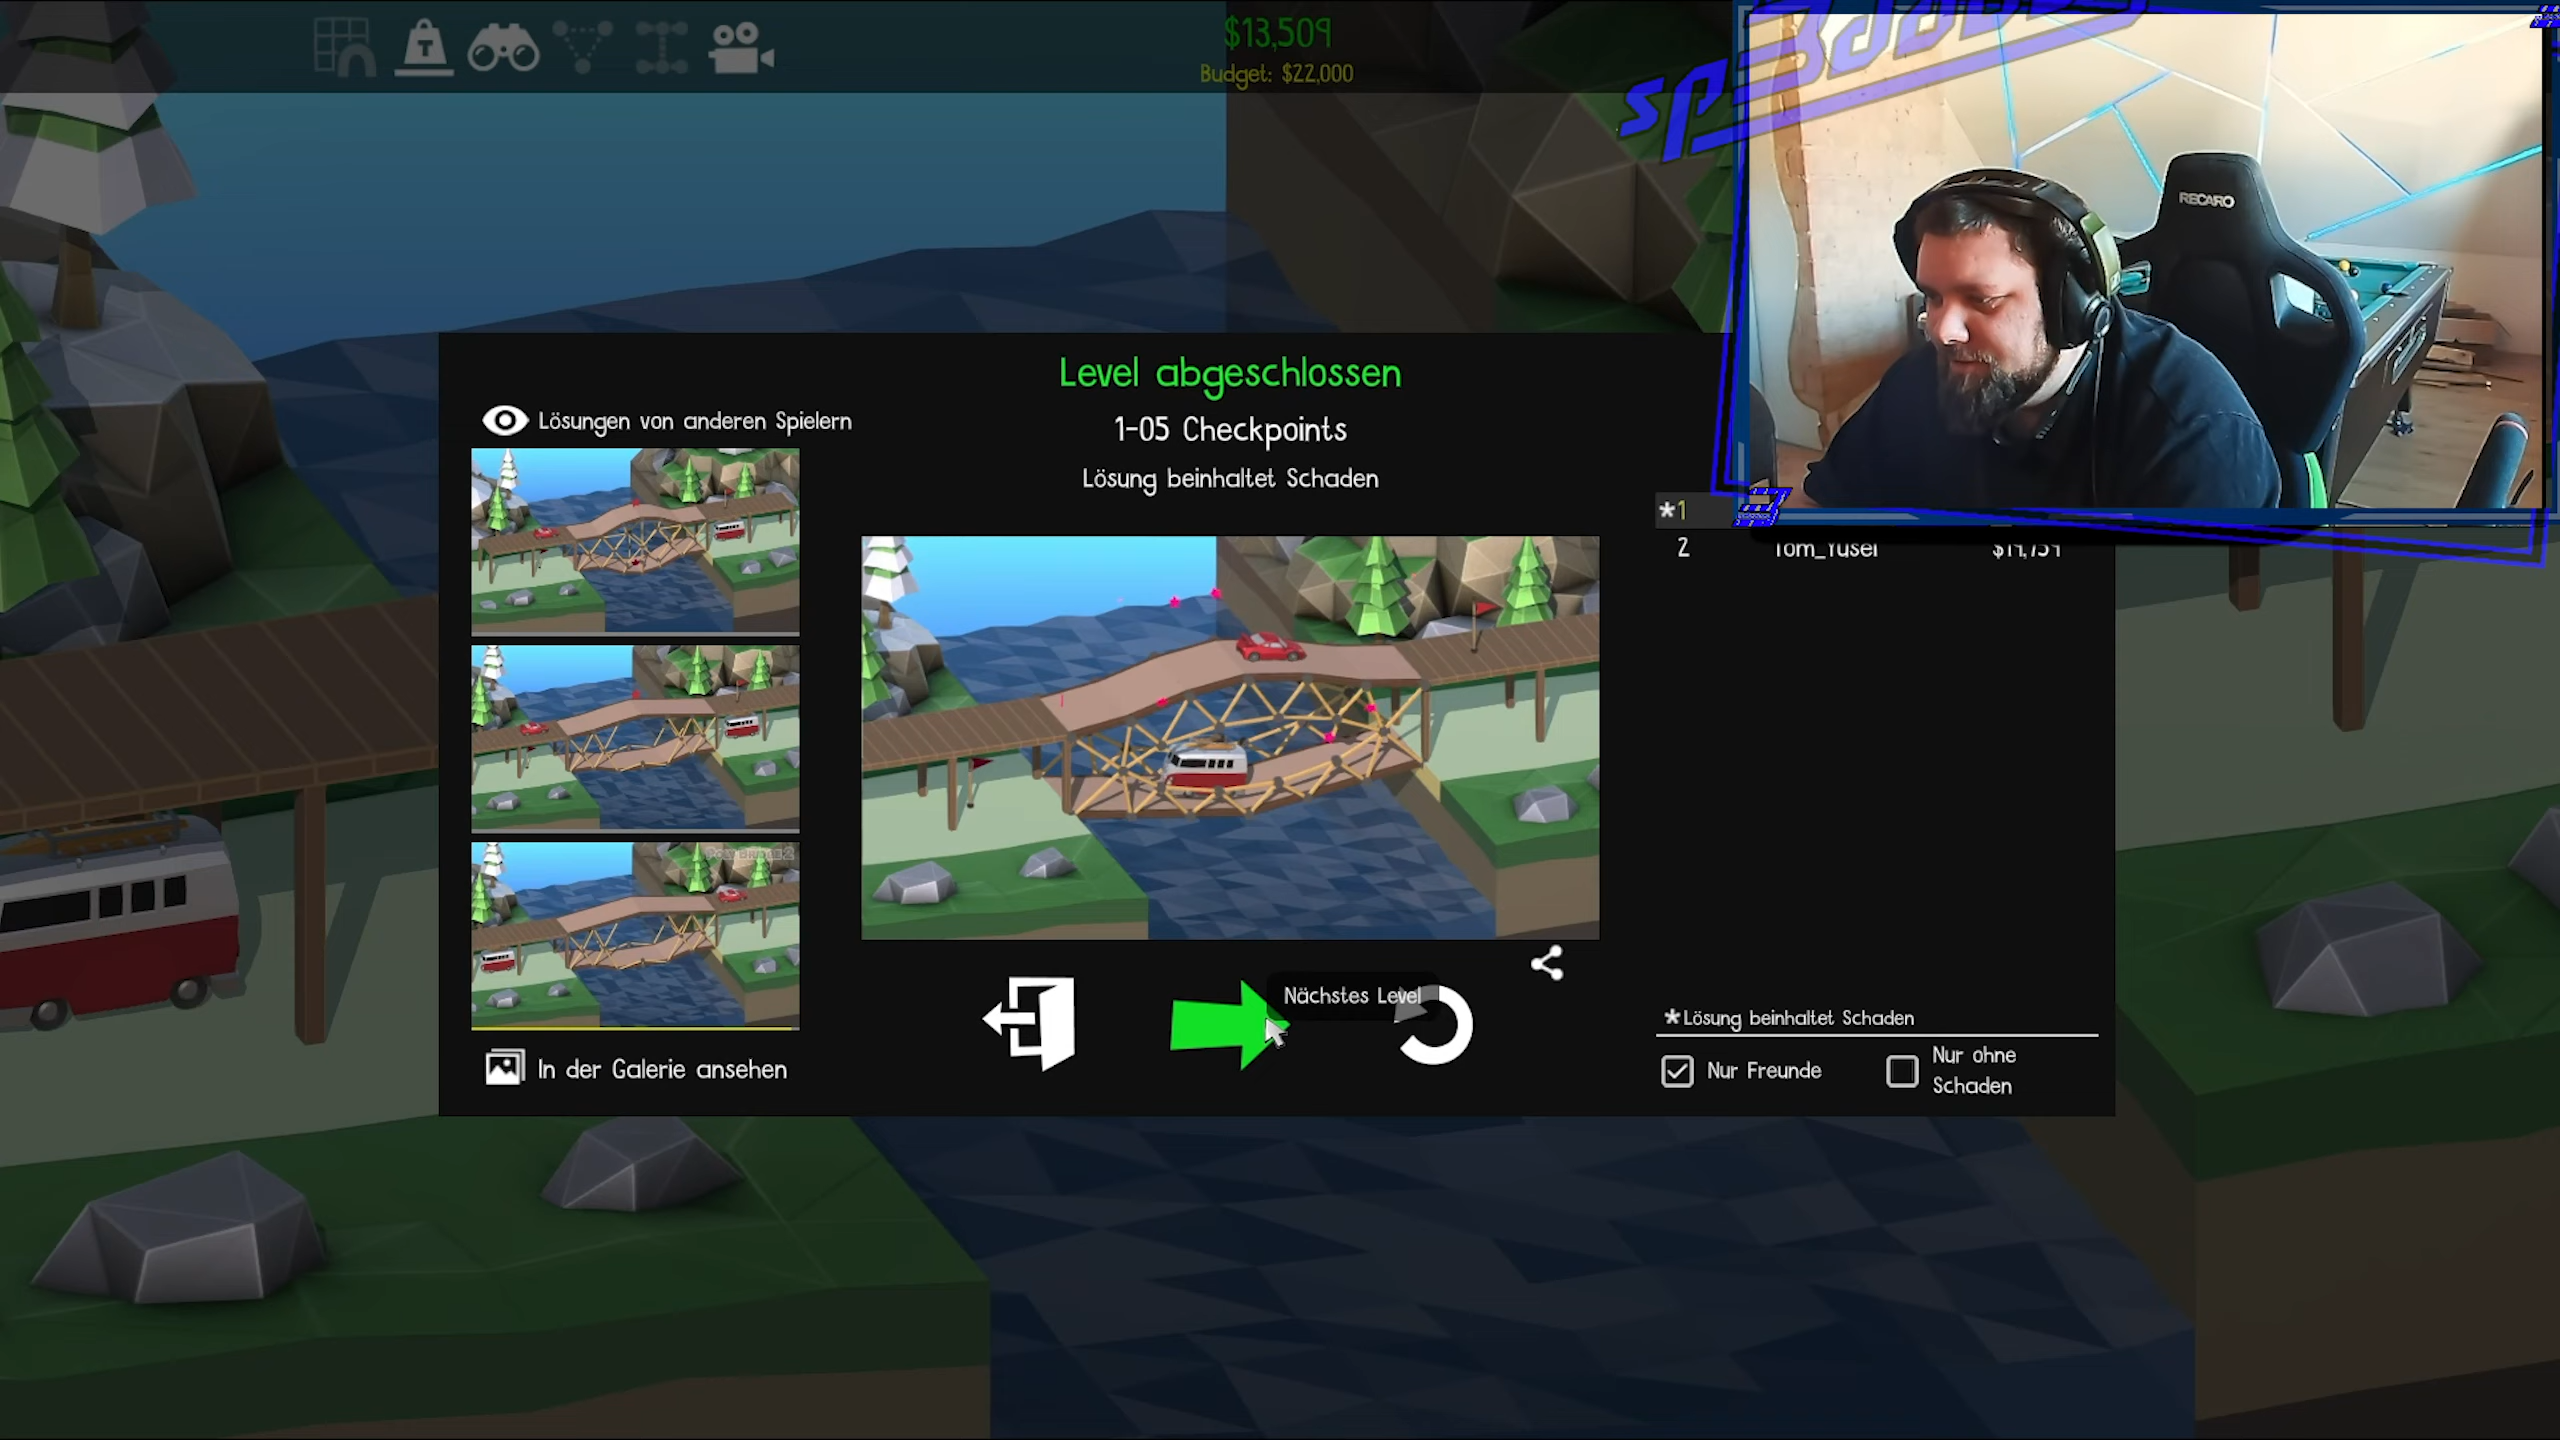 $13,509
Budget: $22,000
RECARO
Level abgeschlossen
1-05 Checkpoints
Lösung beinhaltet Schaden
Lösungen von anderen Spielern
*1
2 Tom_Yusei
Nächstes Level
In der Galerie ansehen
*Lösung beinhaltet Schaden
Nur Freunde
Nur ohne
Schaden